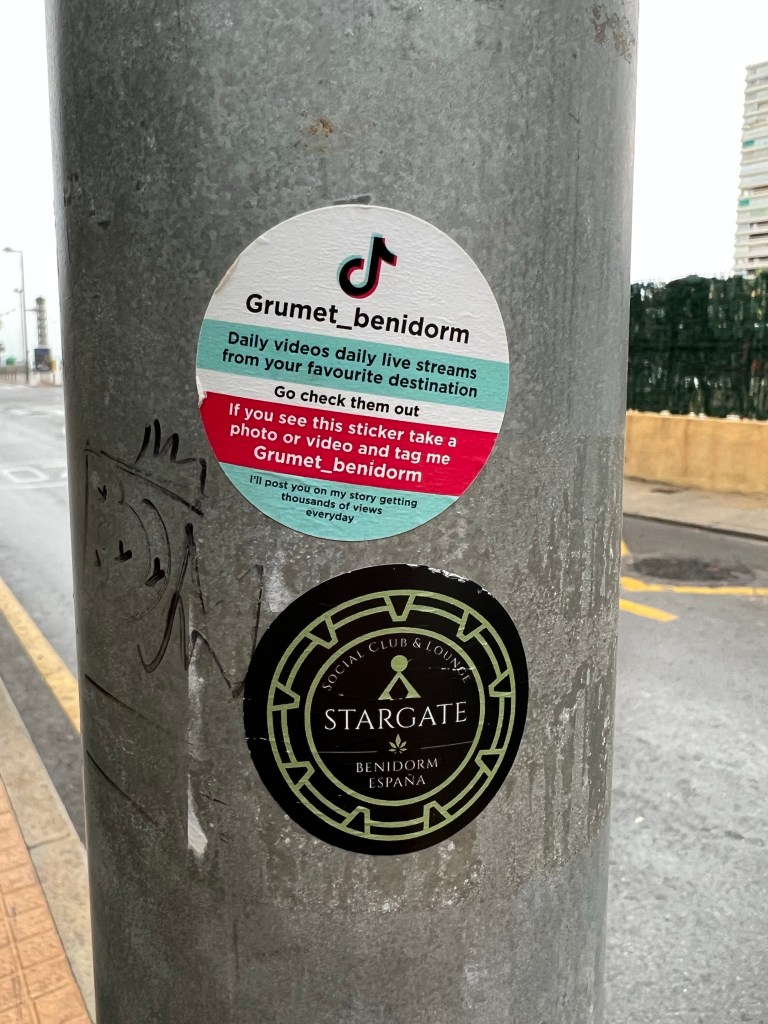 Grumet_benidorm
Daily videos daily live streams
from your favourite destination
Go check them out
If you see this sticker take a
photo or video and tag me
Grumet_benidorm
I'll post you on my story getting
thousands of views
everyday
SOCIAL CLUB & LOUNGE
STARGATE
BENIDORM
ESPAÑA